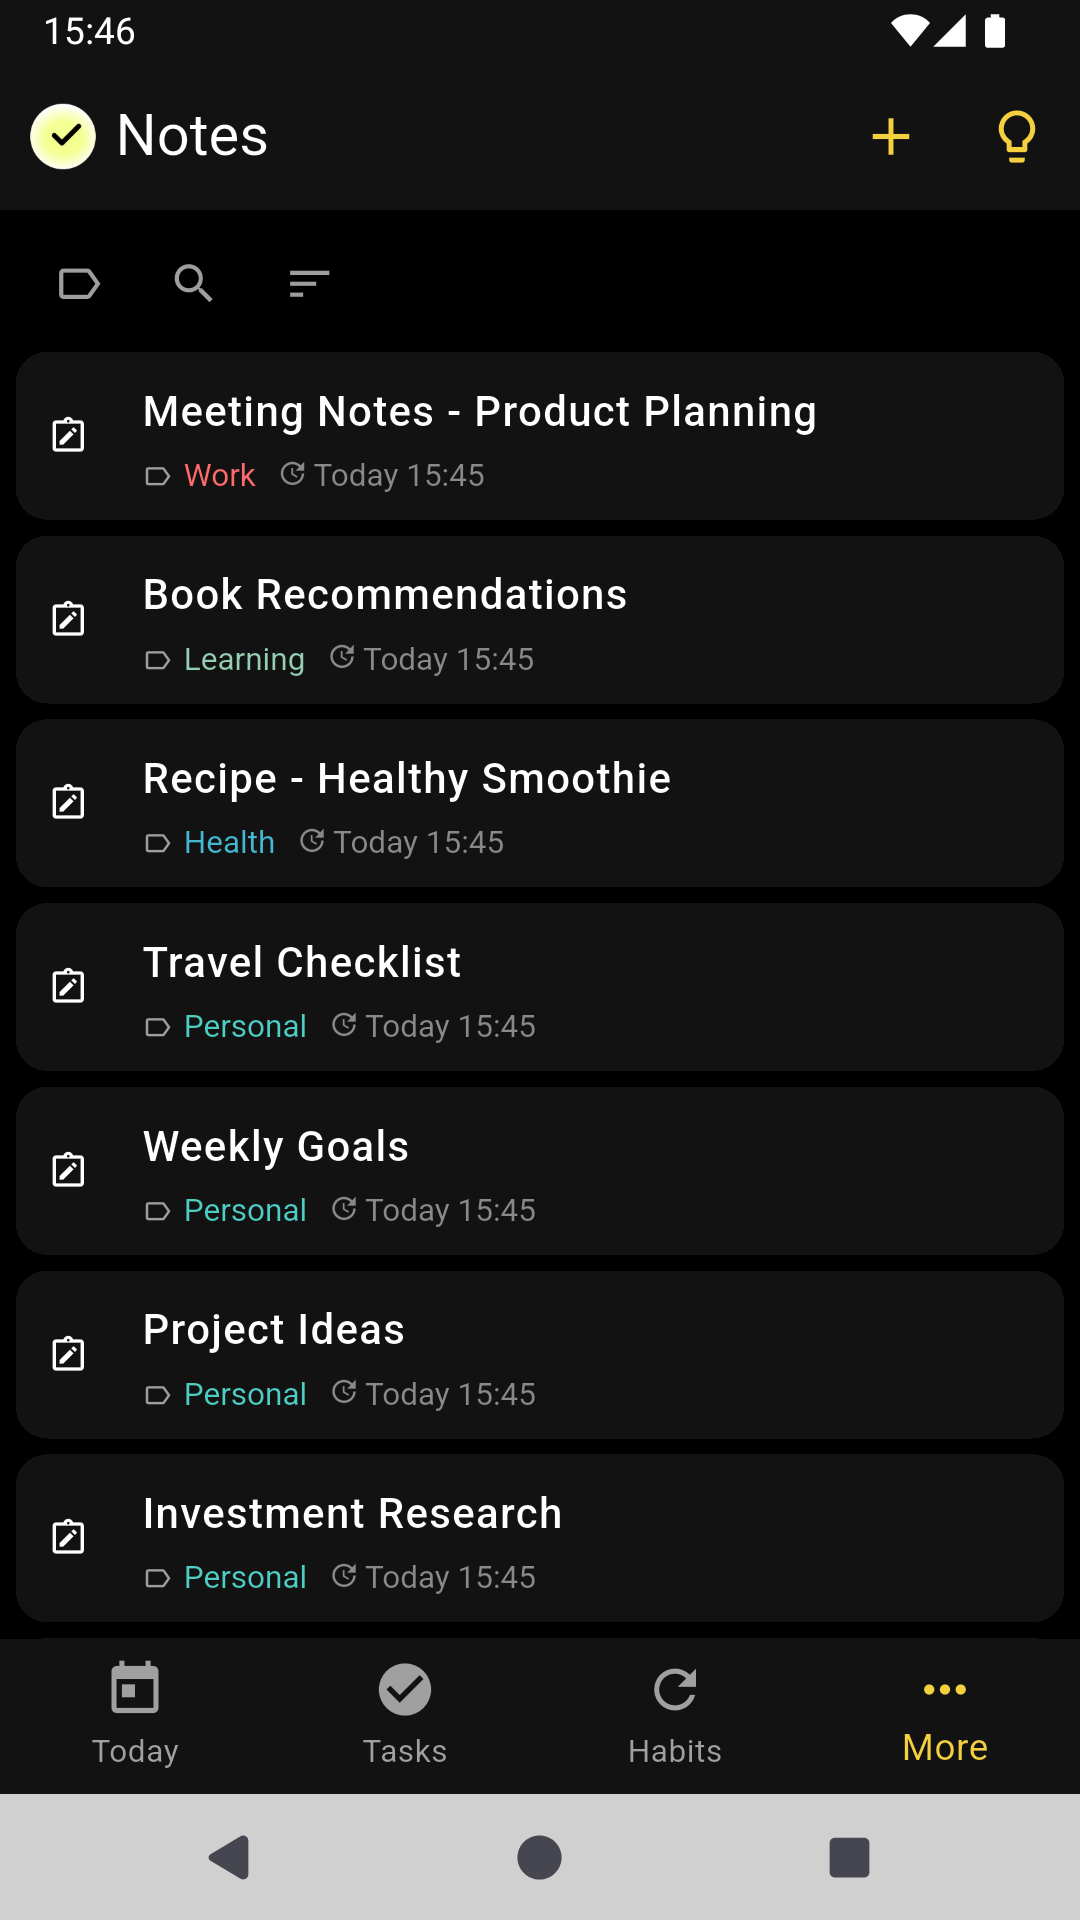 15:46
Notes
Meeting Notes - Product Planning
Work Today 15:45
Book Recommendations
Learning Today 15:45
Recipe - Healthy Smoothie
Health Today 15:45
Travel Checklist
Personal Today 15:45
Weekly Goals
Personal Today 15:45
Project Ideas
Personal Today 15:45
Investment Research
Personal Today 15:45
Today Tasks Habits More